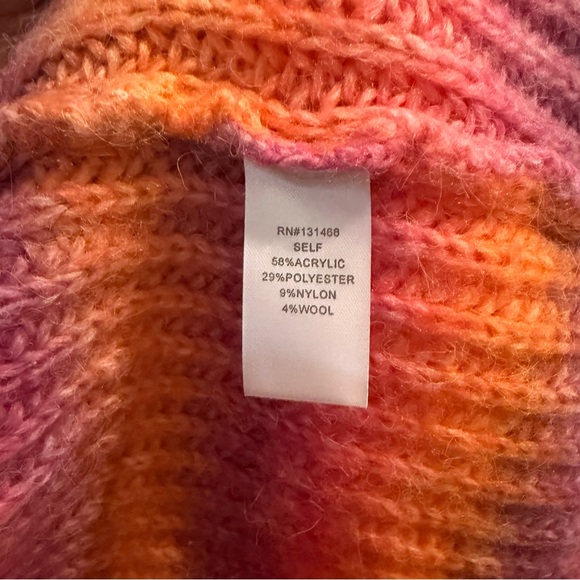 RN#131468
SELF
58%ACRYLIC
29%POLYESTER
9%NYLON
4%WOOL